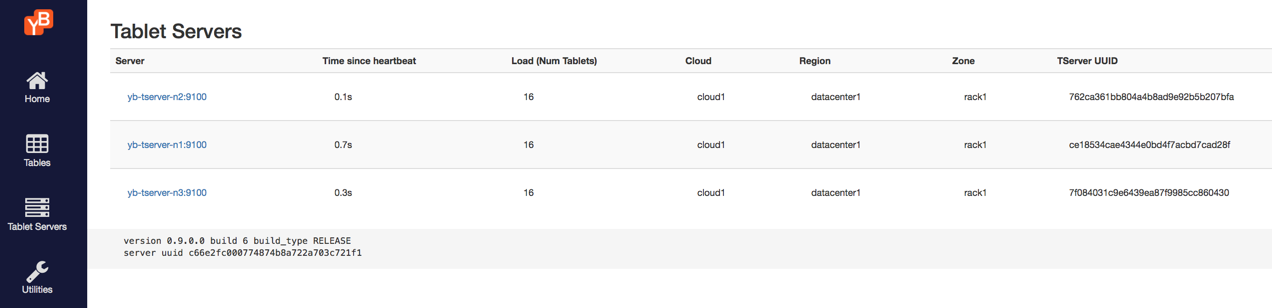 YB
Home
Tables
Tablet Servers
Utilities
Tablet Servers
Server Time since heartbeat Load (Num Tablets) Cloud Region Zone TServer UUID
yb-tserver-n2:9100 0.1s 16 cloud1 datacenter1 rack1 762ca361bb804a4b8ad9e92b5b207bfa
yb-tserver-n1:9100 0.7s 16 cloud1 datacenter1 rack1 ce18534cae4344e0bd4f7acbd7cad28f
yb-tserver-n3:9100 0.3s 16 cloud1 datacenter1 rack1 7f084031c9e6439ea87f9985cc860430
version 0.9.0.0 build 6 build_type RELEASE
server uuid c66e2fc000774874b8a722a703c721f1